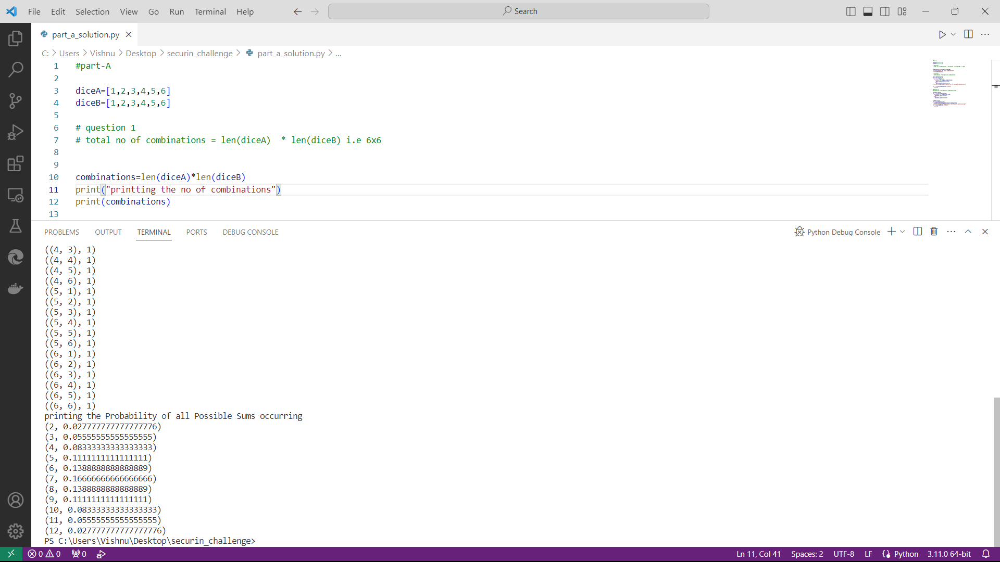 File Edit Selection View Go Run Terminal Help Search
part_a_solution.py
C: > Users > Vishnu > Desktop > securin_challenge > part_a_solution.py > ...
1 #part-A
2
3 diceA=[1,2,3,4,5,6]
4 diceB=[1,2,3,4,5,6]
5
6 # question 1
7 # total no of combinations = len(diceA)  * len(diceB) i.e 6x6
8
9
10 combinations=len(diceA)*len(diceB)
11 print("printting the no of combinations")
12 print(combinations)
13
PROBLEMS OUTPUT TERMINAL PORTS DEBUG CONSOLE Python Debug Console
((4, 3), 1)
((4, 4), 1)
((4, 5), 1)
((4, 6), 1)
((5, 1), 1)
((5, 2), 1)
((5, 3), 1)
((5, 4), 1)
((5, 5), 1)
((5, 6), 1)
((6, 1), 1)
((6, 2), 1)
((6, 3), 1)
((6, 4), 1)
((6, 5), 1)
((6, 6), 1)
printing the Probability of all Possible Sums occurring
(2, 0.027777777777777776)
(3, 0.05555555555555555)
(4, 0.08333333333333333)
(5, 0.1111111111111111)
(6, 0.1388888888888889)
(7, 0.16666666666666666)
(8, 0.1388888888888889)
(9, 0.1111111111111111)
(10, 0.08333333333333333)
(11, 0.05555555555555555)
(12, 0.027777777777777776)
PS C:\Users\Vishnu\Desktop\securin_challenge>
0 0 0 Ln 11, Col 41 Spaces: 2 UTF-8 LF Python 3.11.0 64-bit